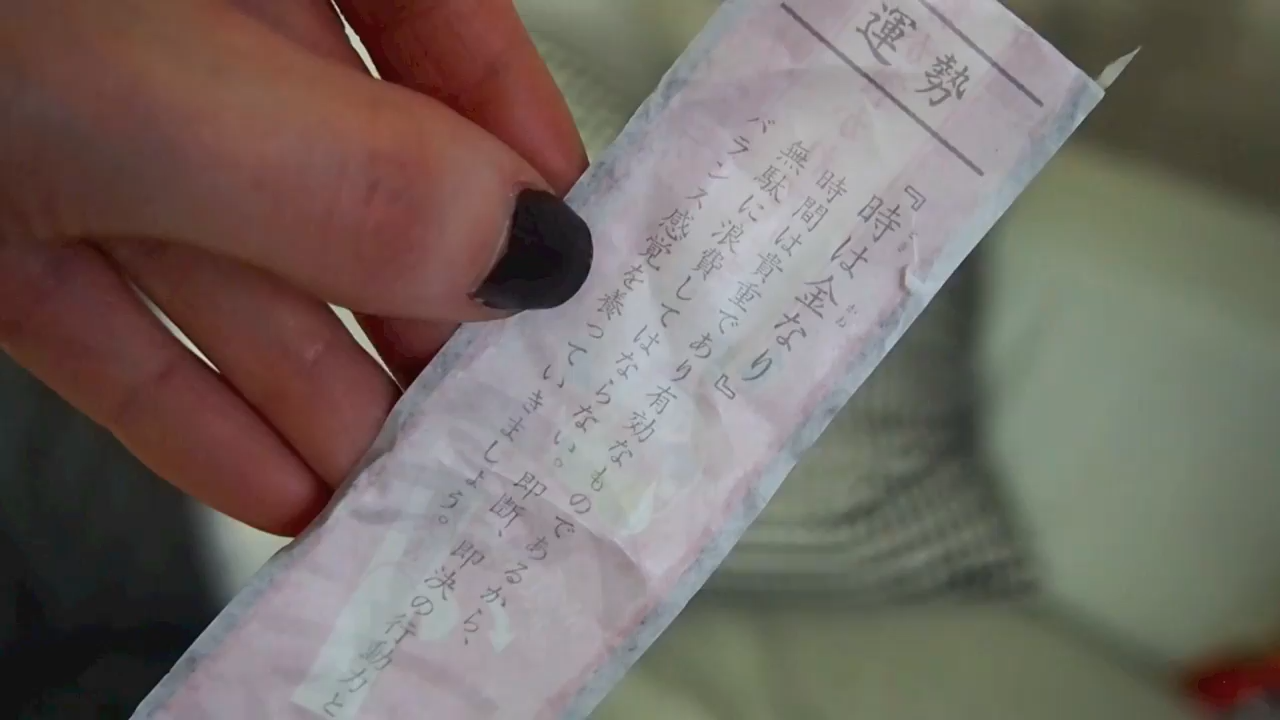 運勢
『時は金なり』
時間は貴重であり有効なものであるから、
無駄に浪費してはならない。即断、即決の行動力と
バランス感覚を養っていきましょう。